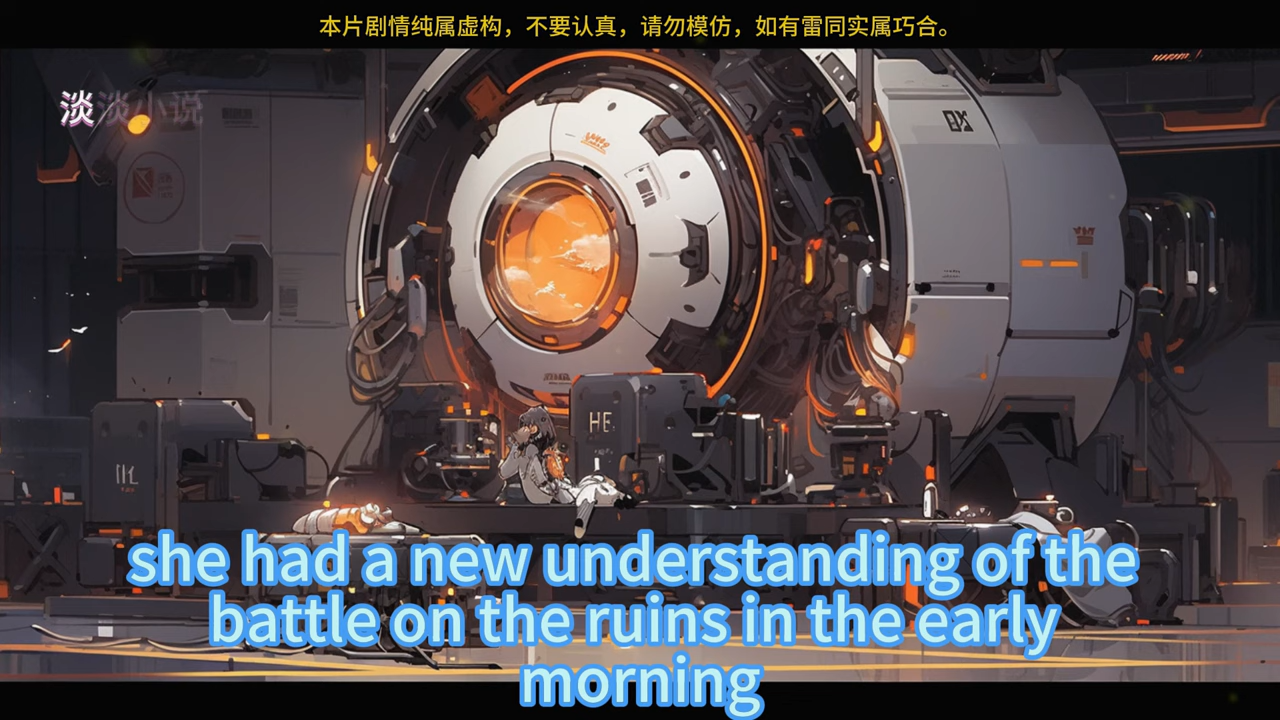 本片剧情纯属虚构，不要认真，请勿模仿，如有雷同实属巧合。
淡淡小说
HE
she had a new understanding of the
battle on the ruins in the early
morning